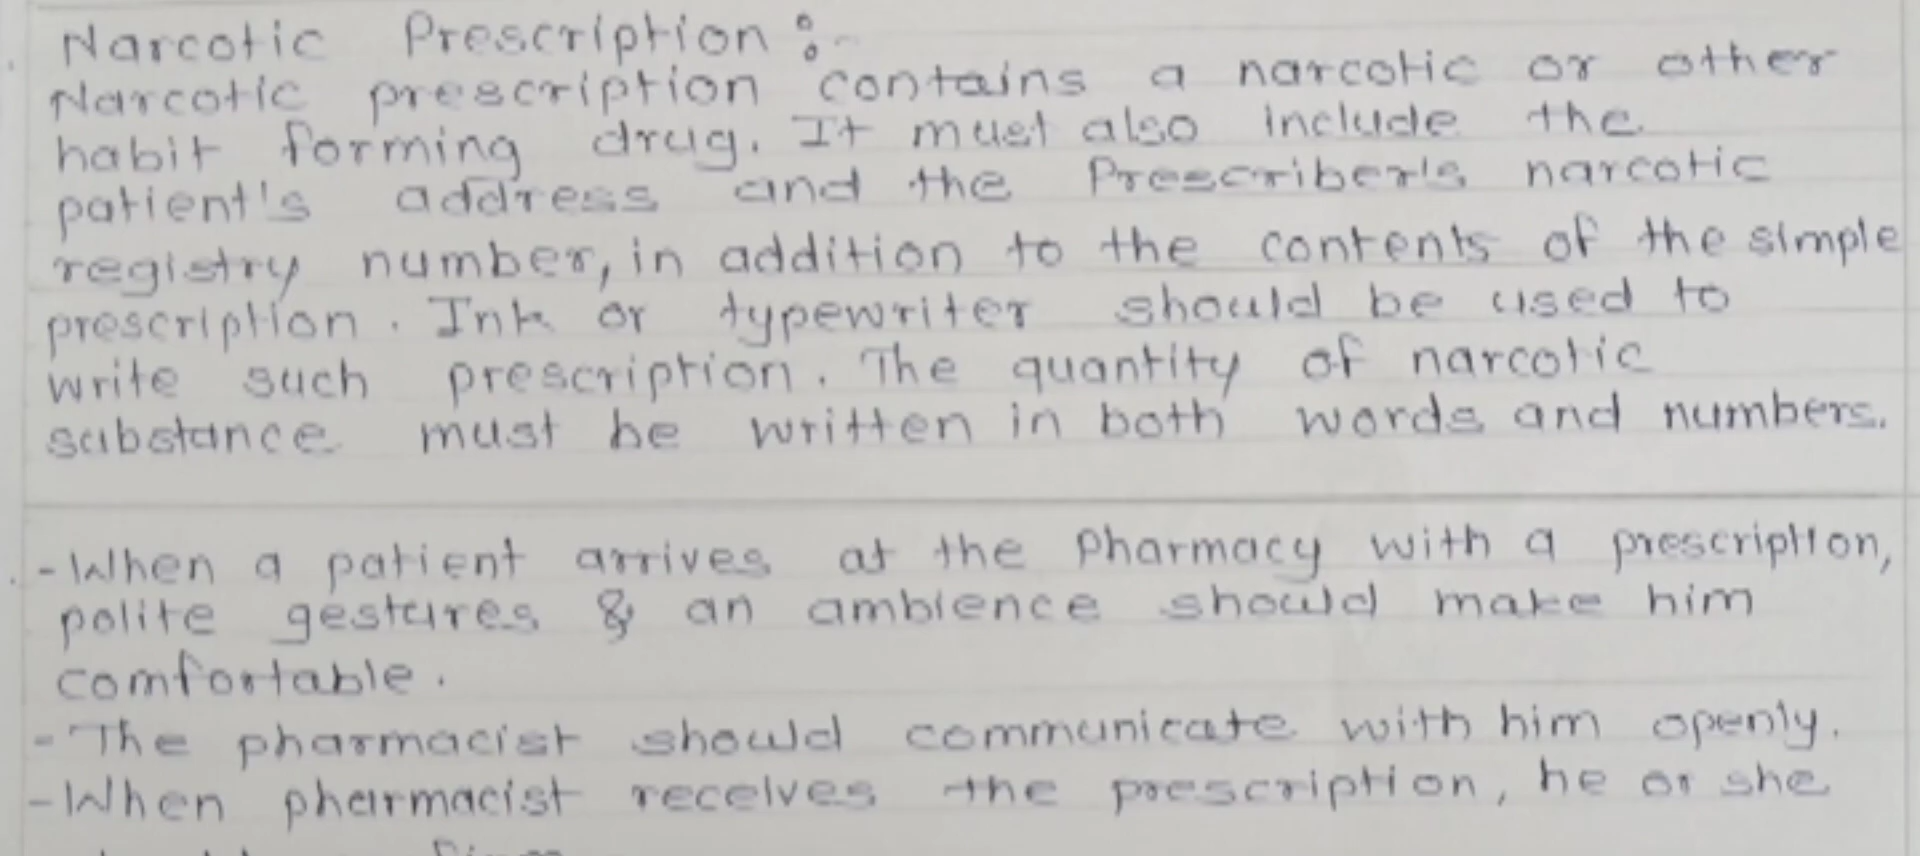 Narcotic Prescription :-
Narcotic prescription contains a narcotic or other
habit forming drug. It must also include the
patient's address and the Prescriber's narcotic
registry number, in addition to the contents of the simple
prescription. Ink or typewriter should be used to
write such prescription. The quantity of narcotic
substance must be written in both words and numbers.
- When a patient arrives at the Pharmacy with a prescription,
polite gestures & an ambience should make him
comfortable.
- The pharmacist should communicate with him openly.
- When pharmacist receives the prescription, he or she